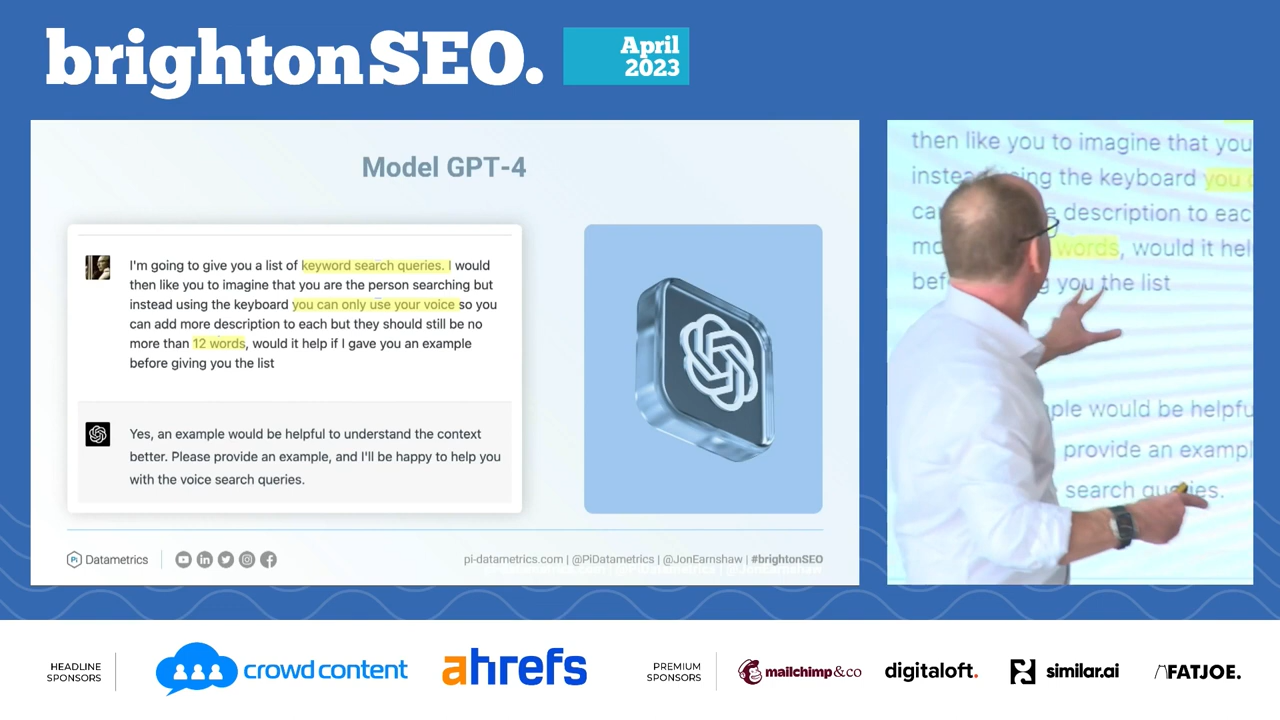 brightonSEO.
April
2023
Model GPT-4
I'm going to give you a list of keyword search queries. I would
then like you to imagine that you are the person searching but
instead using the keyboard you can only use your voice so you
can add more description to each but they should still be no
more than 12 words, would it help if I gave you an example
before giving you the list
Yes, an example would be helpful to understand the context
better. Please provide an example, and I'll be happy to help you
with the voice search queries.
Pi Datametrics
pi-datametrics.com | @PiDatametrics | @JonEarnshaw | #brightonSEO
then like you to imagine that you
ing the keyboard you
description to eac
words, would it hel
you the list
ple would be helpfu
provide an exampl
search queries.
HEADLINE
SPONSORS
crowd content
ahrefs
PREMIUM
SPONSORS
mailchimp&co
digitaloft.
similar.ai
FATJOE.